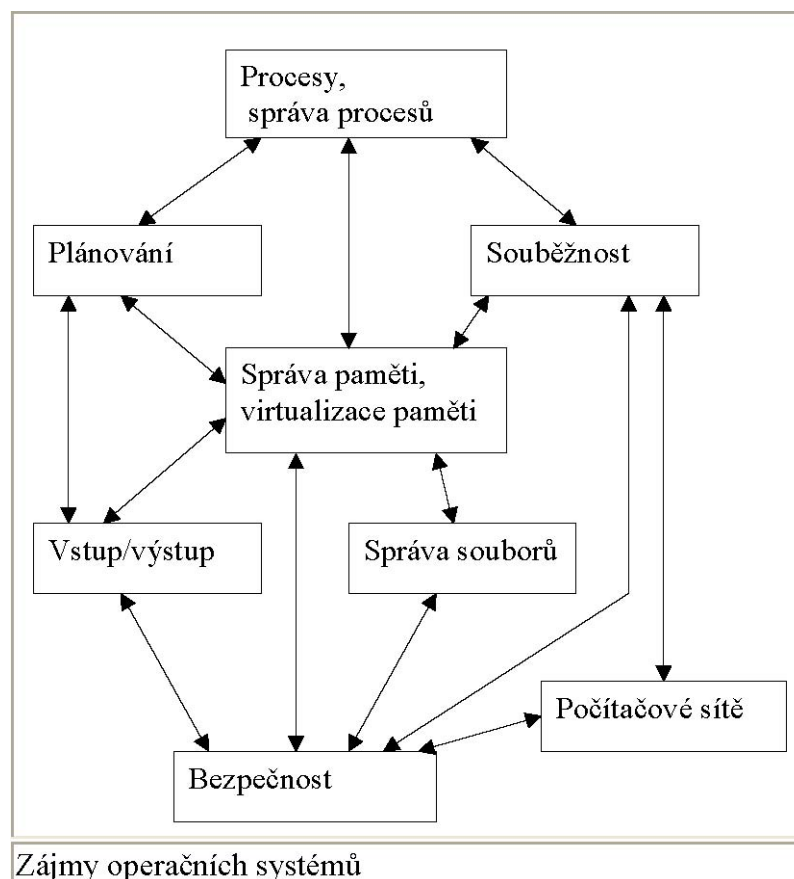 Procesy,
správa procesů
Plánování
Souběžnost
Správa paměti,
virtualizace paměti
Vstup/výstup
Správa souborů
Počítačové sítě
Bezpečnost
Zájmy operačních systémů